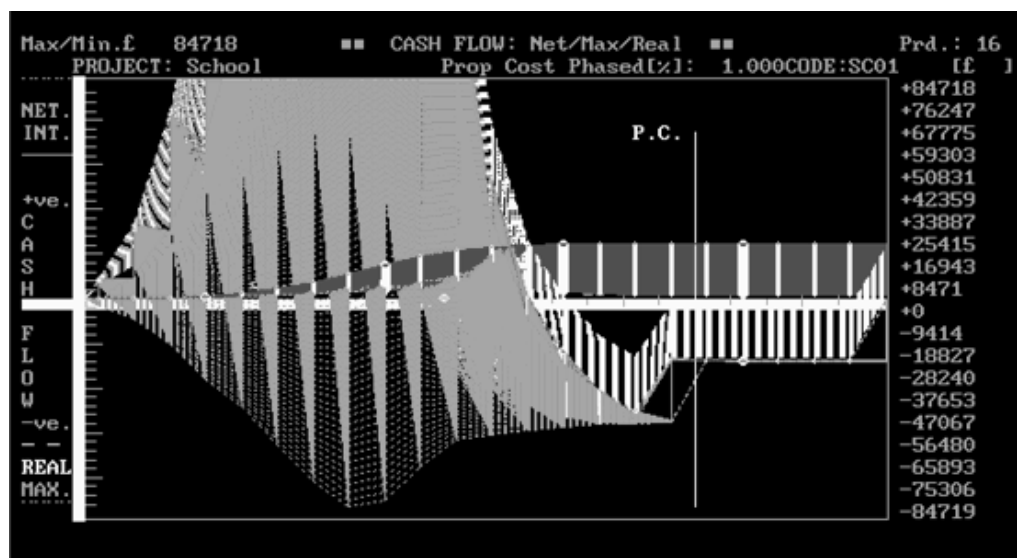 Max/Min.£ 84718 ■■ CASH FLOW: Net/Max/Real ■■ Prd.: 16
PROJECT: School Prop Cost Phased[%]: 1.000CODE:SC01 [£ ]
+84718
NET. +76247
INT. P.C. +67775
+59303
+50831
+ve. +42359
C +33887
A +25415
S +16943
H +8471
+0
F -9414
L -18827
O -28240
W -37653
-ve. -47067
-- -56480
REAL -65893
MAX. -75306
-84719